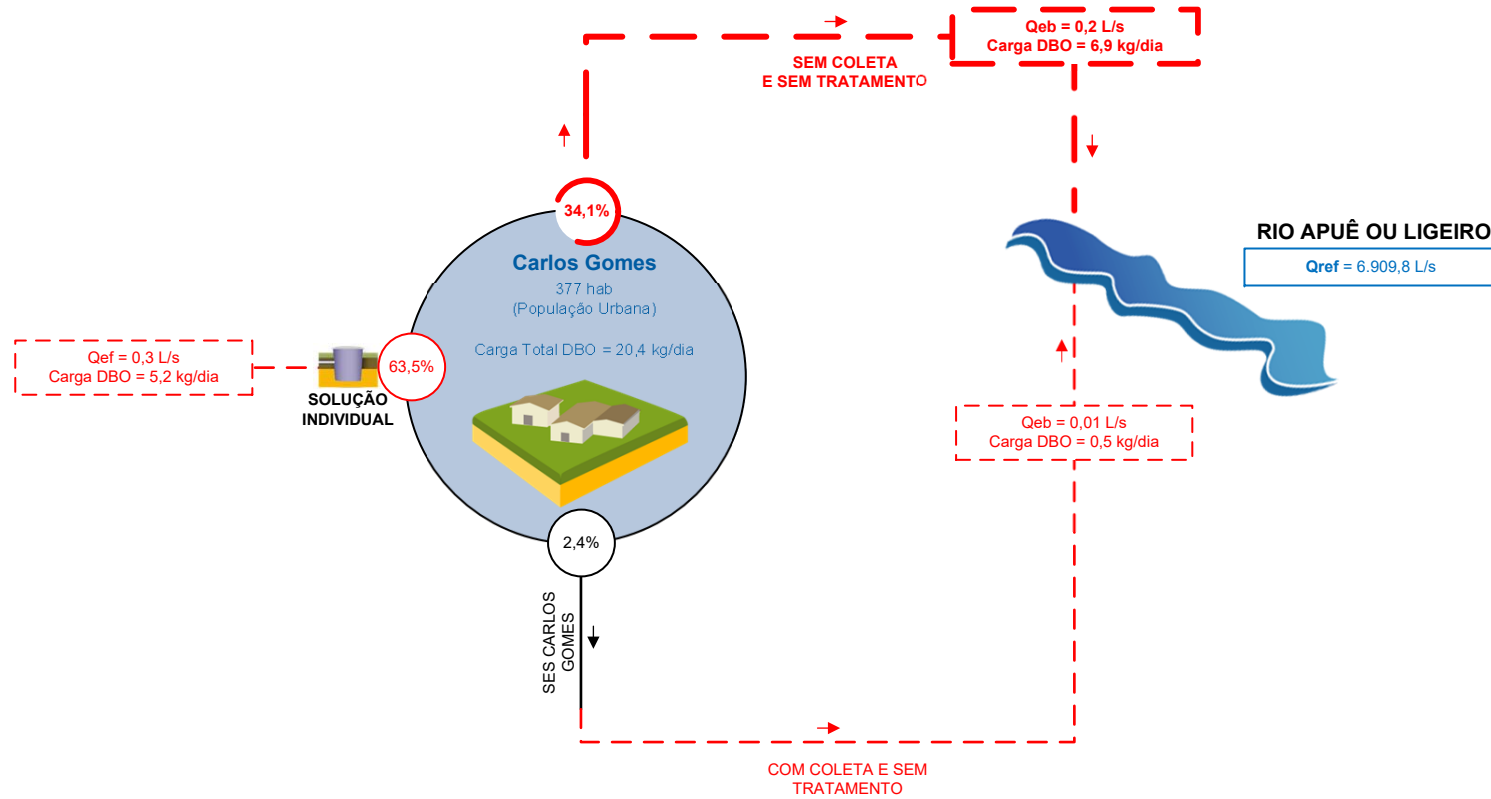 Qeb = 0,2 L/s
Carga DBO = 6,9 kg/dia
SEM COLETA
E SEM TRATAMENTO
34,1%
Carlos Gomes
377 hab
(População Urbana)
Carga Total DBO = 20,4 kg/dia
RIO APUÊ OU LIGEIRO
Qref = 6.909,8 L/s
Qef = 0,3 L/s
Carga DBO = 5,2 kg/dia
63,5%
SOLUÇÃO
INDIVIDUAL
Qeb = 0,01 L/s
Carga DBO = 0,5 kg/dia
2,4%
SES CARLOS
GOMES
COM COLETA E SEM
TRATAMENTO